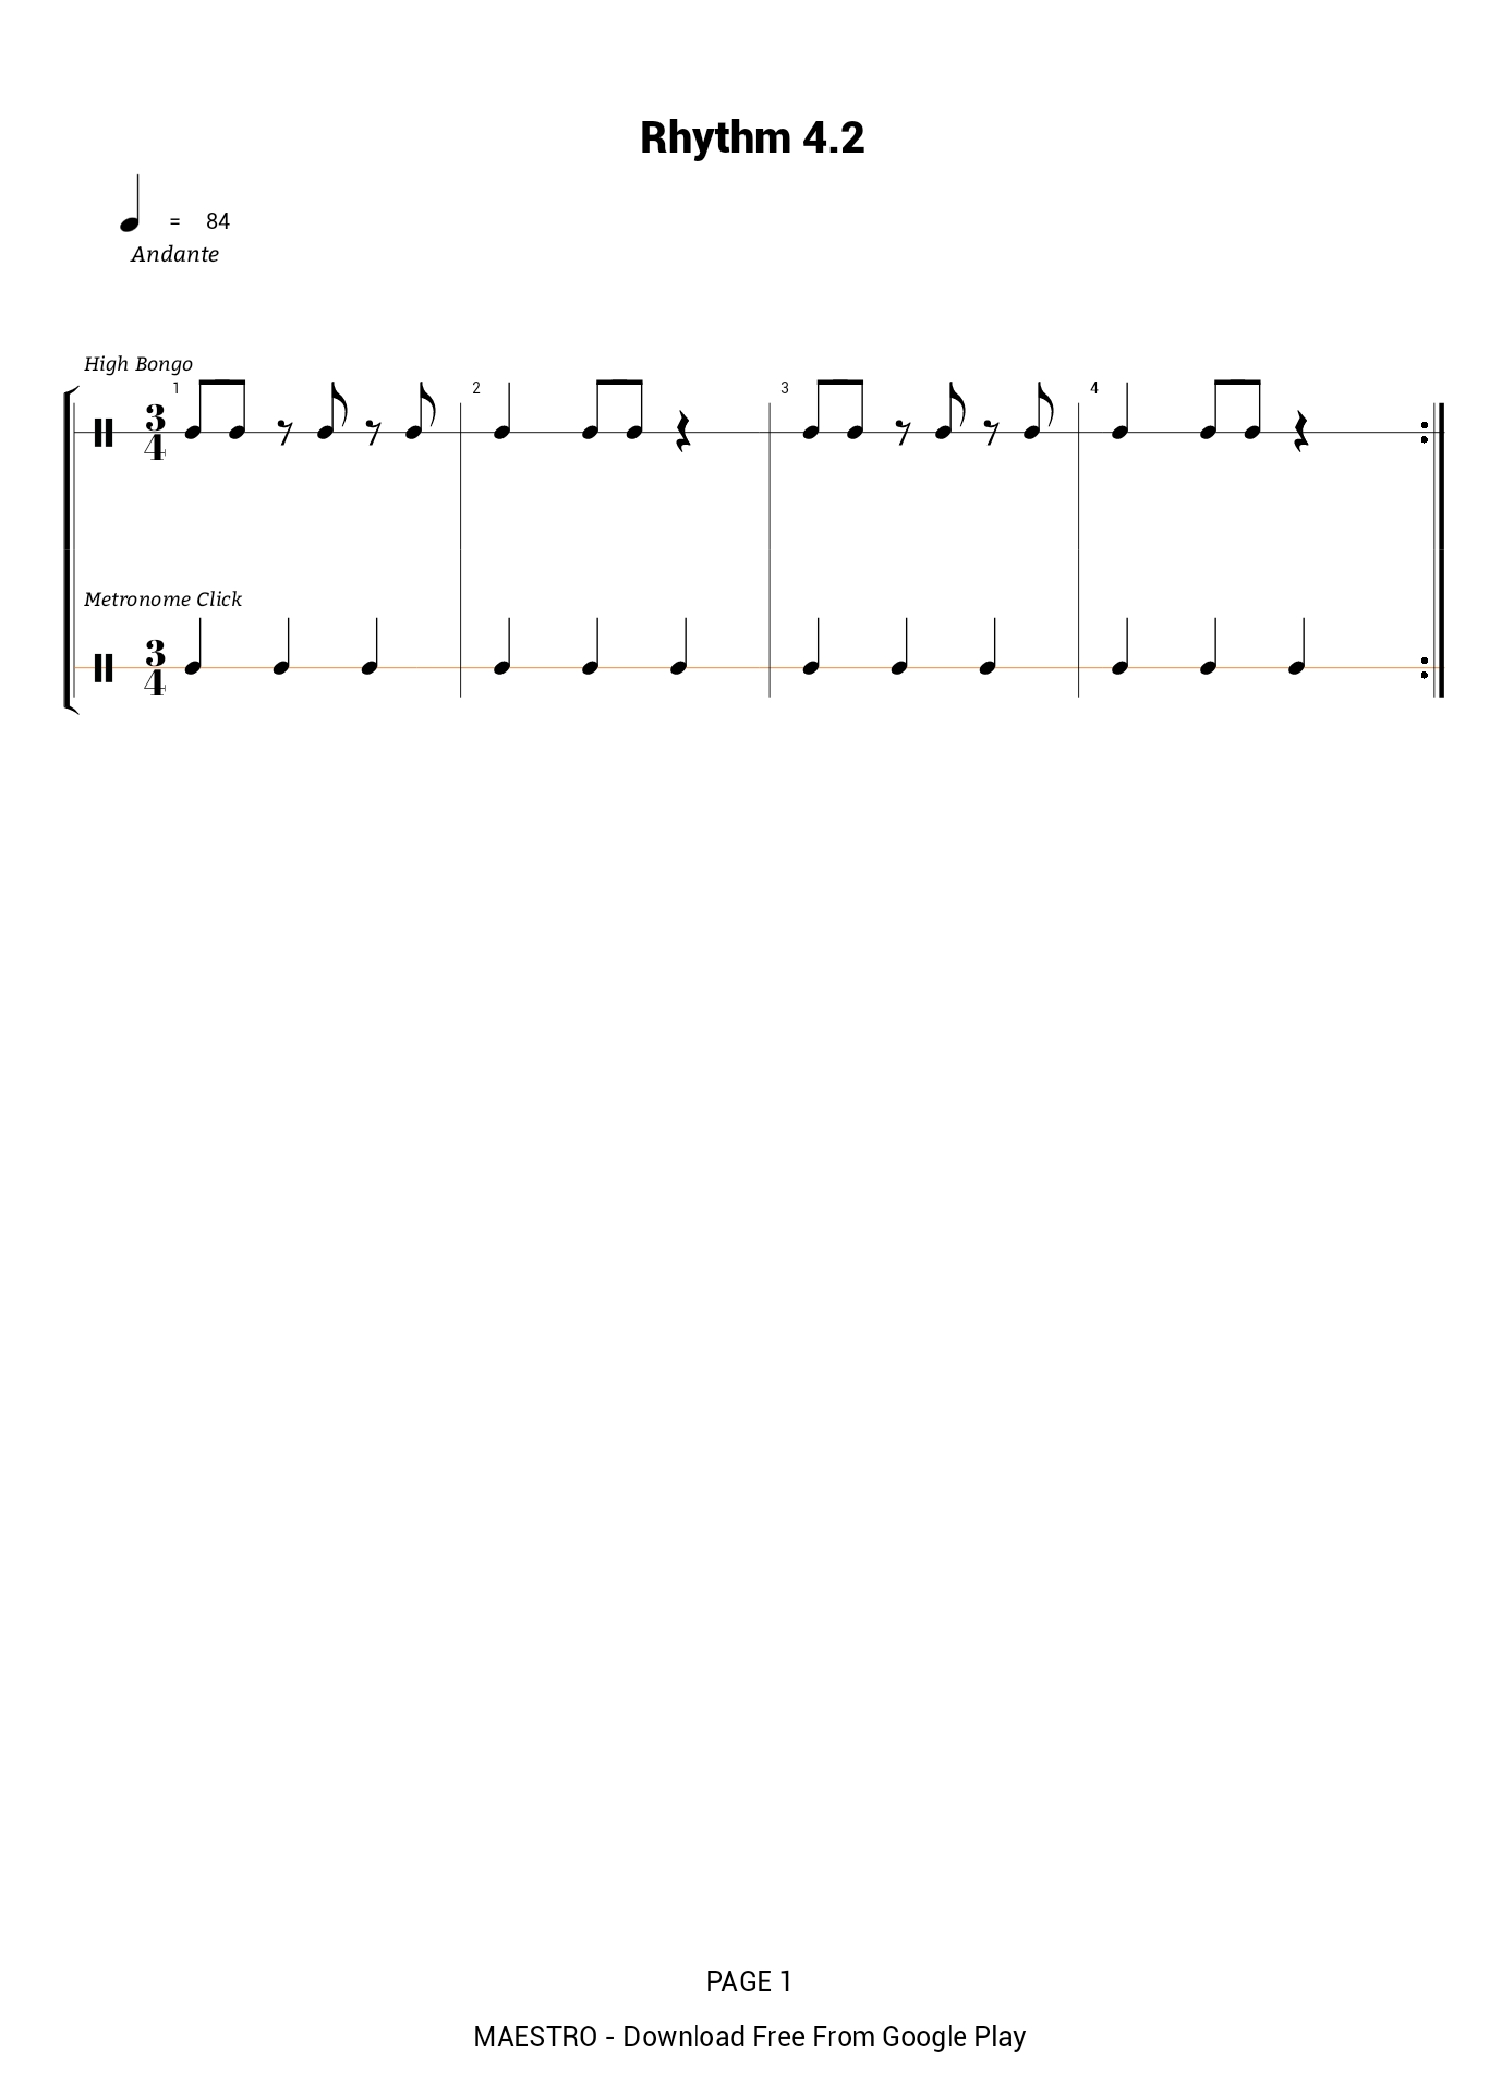 Rhythm 4.2
= 84
Andante
High Bongo
1 2 3 4
3
4
Metronome Click
3
4
PAGE 1
MAESTRO - Download Free From Google Play